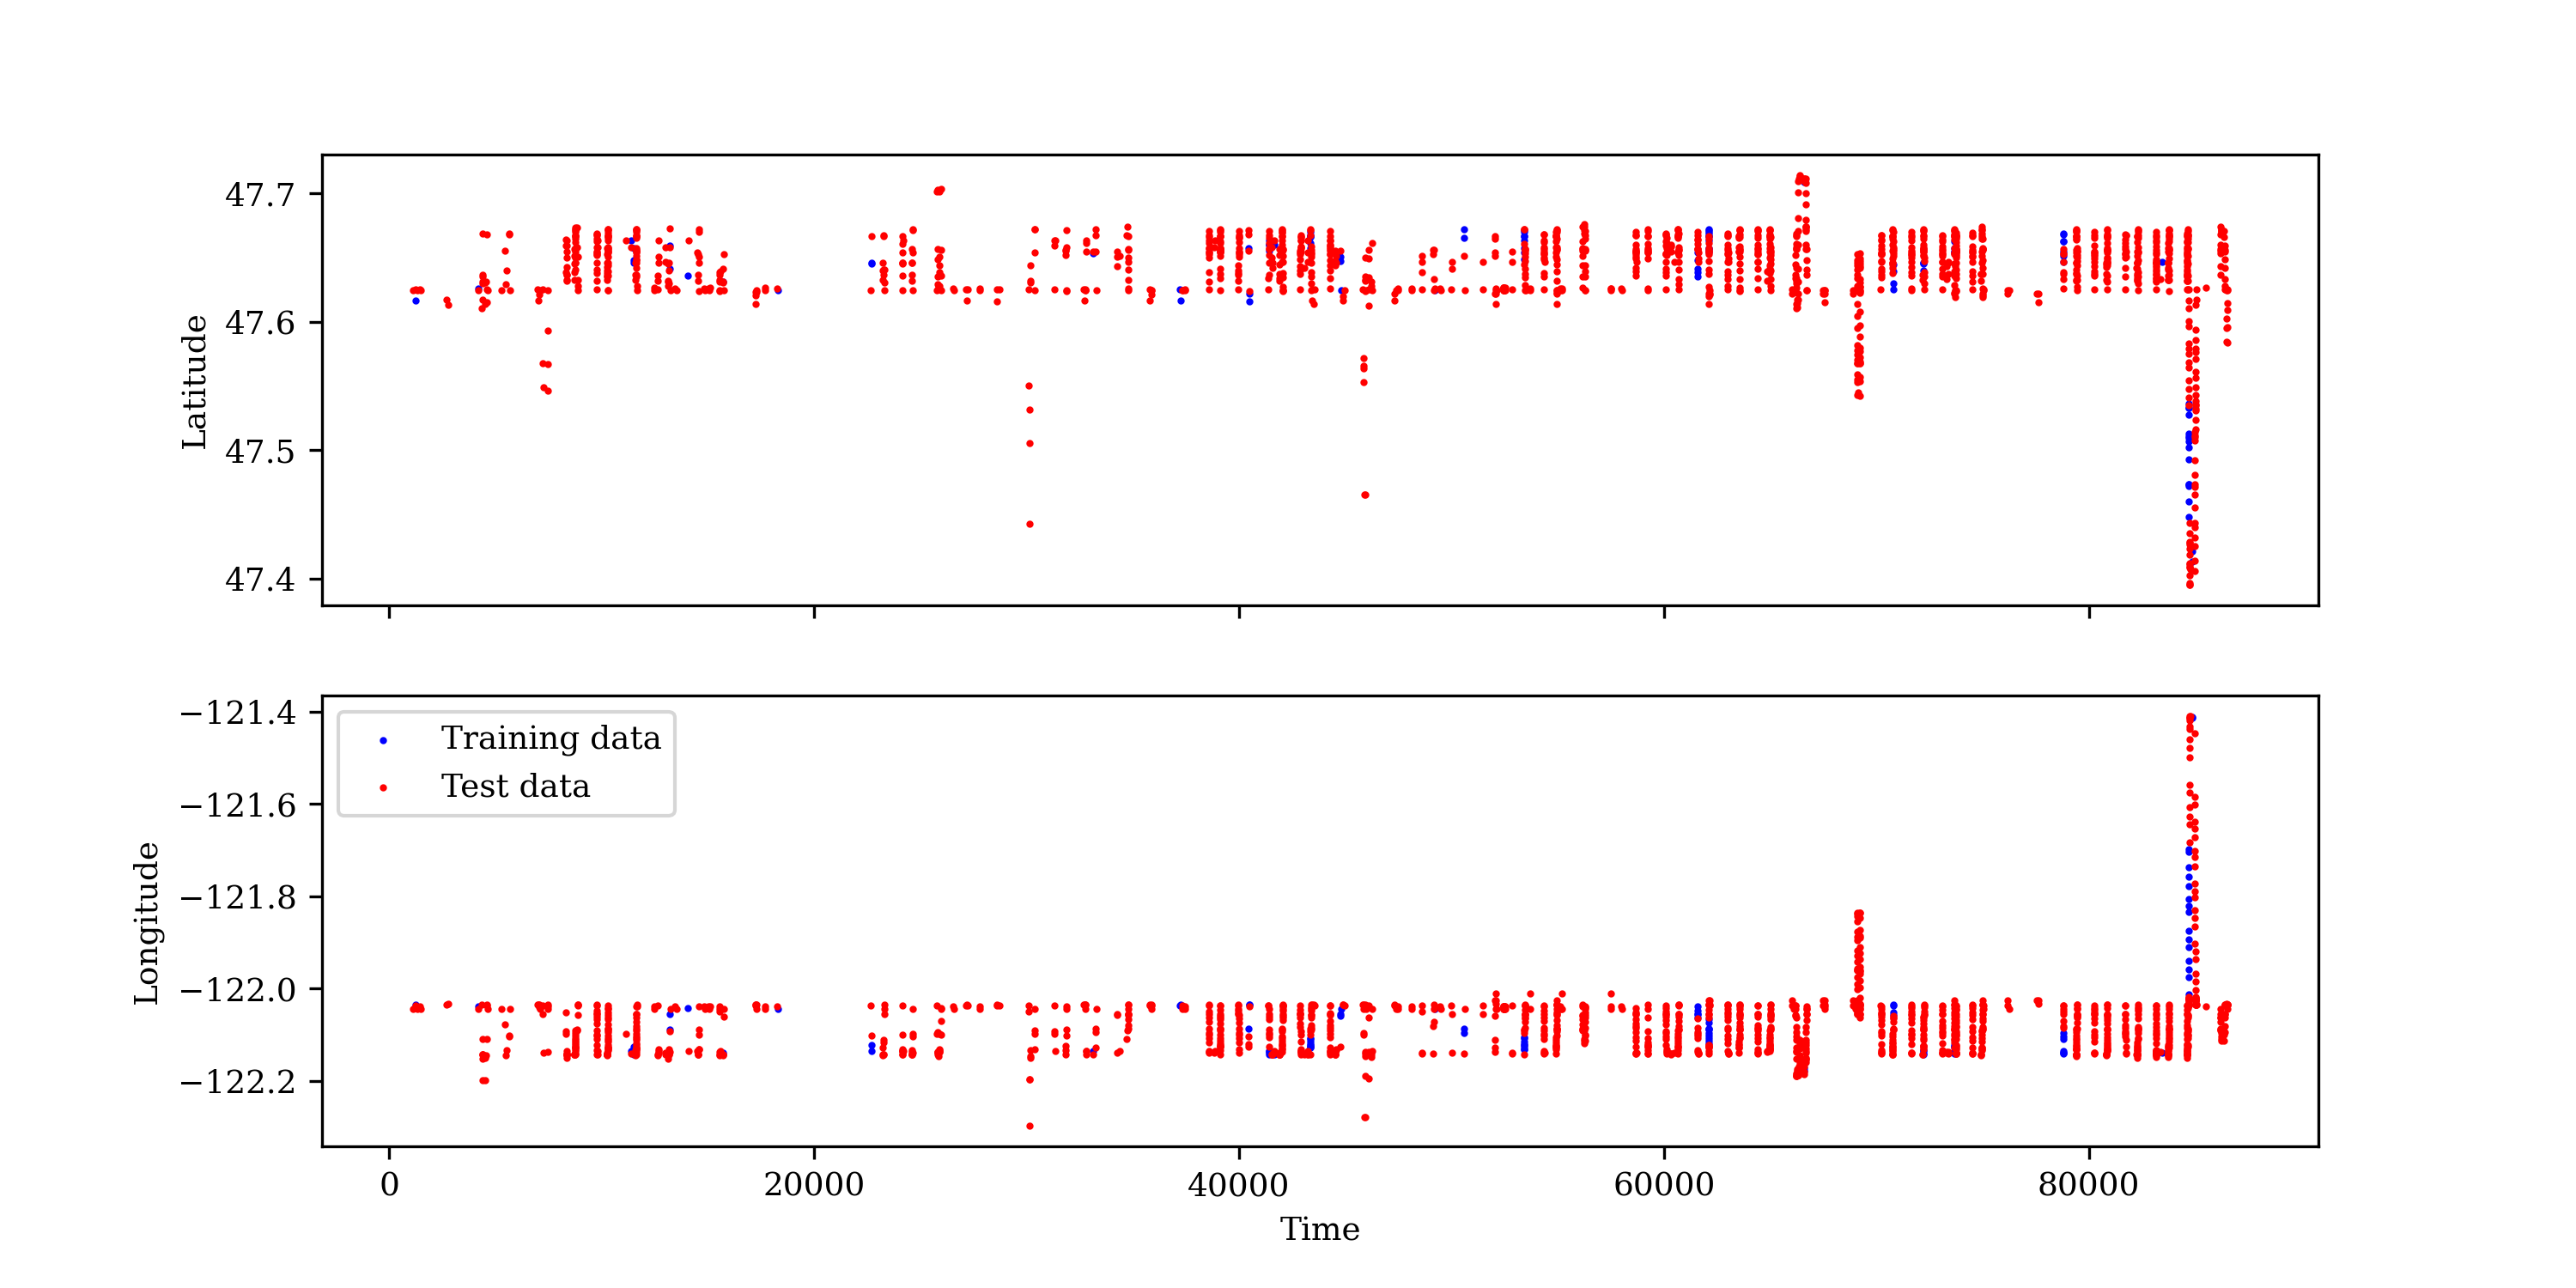 47.7
47.6
47.5
47.4
Latitude
−121.4
−121.6
−121.8
−122.0
−122.2
Longitude
Training data
Test data
0 20000 40000 60000 80000
Time